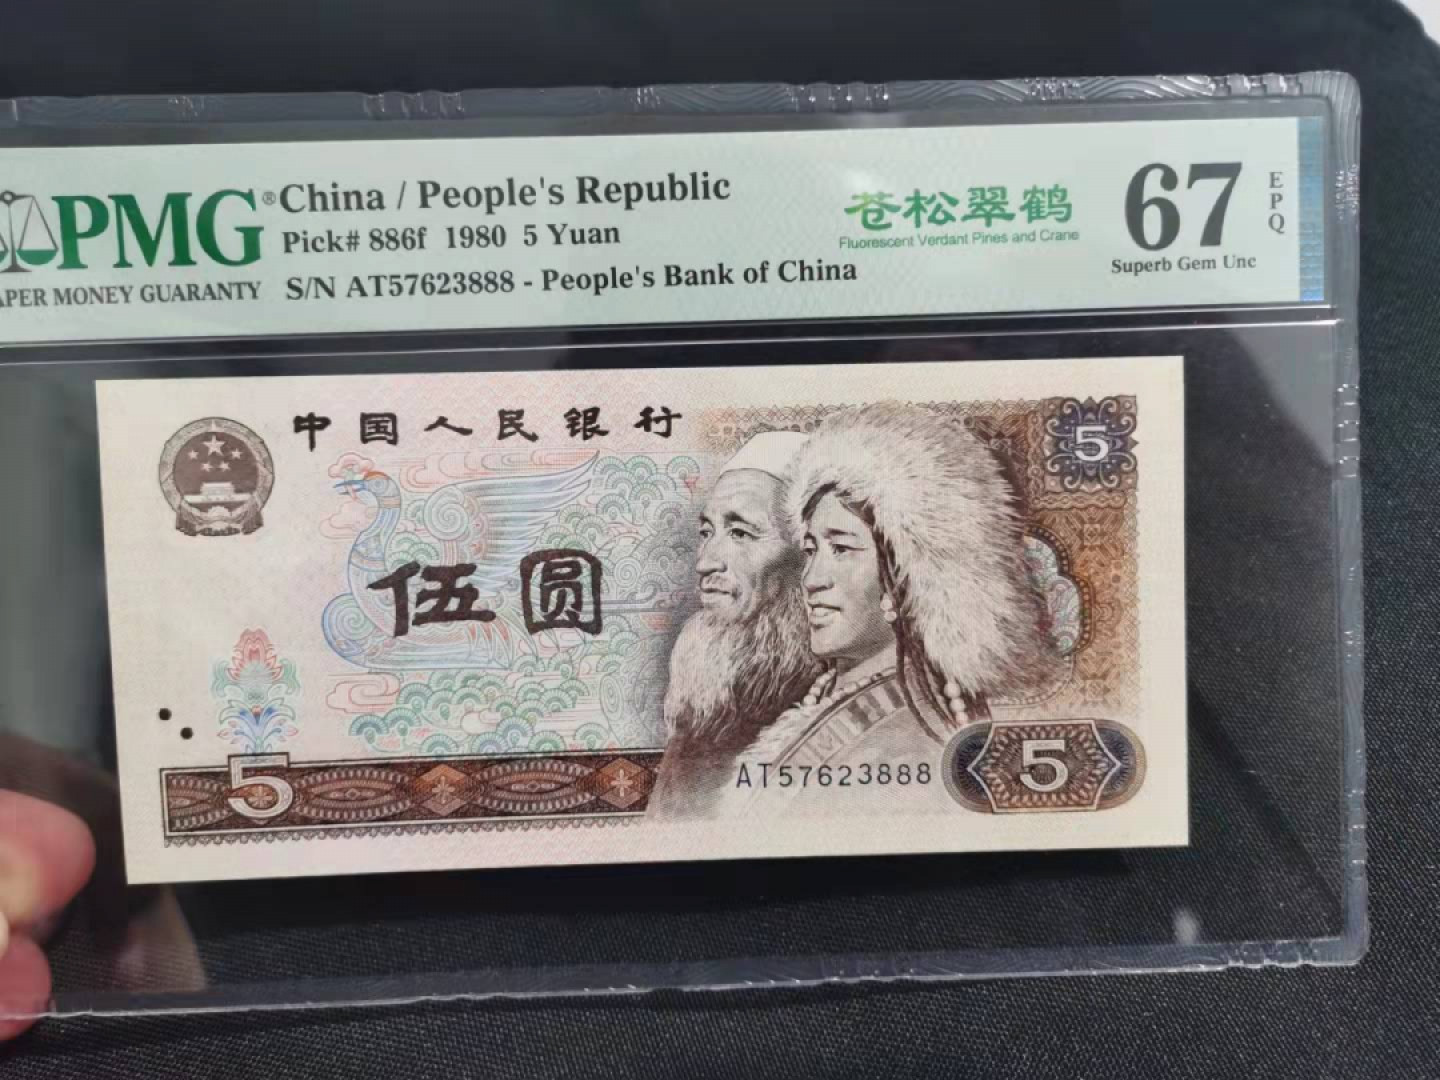 PMG® China / People's Republic
Pick# 886f 1980 5 Yuan
苍松翠鹤
Fluorescent Verdant Pines and Crane
67
EPQ
Superb Gem Unc
APER MONEY GUARANTY
S/N AT57623888 - People's Bank of China
中国人民银行
5
伍圆
5
AT57623888
5